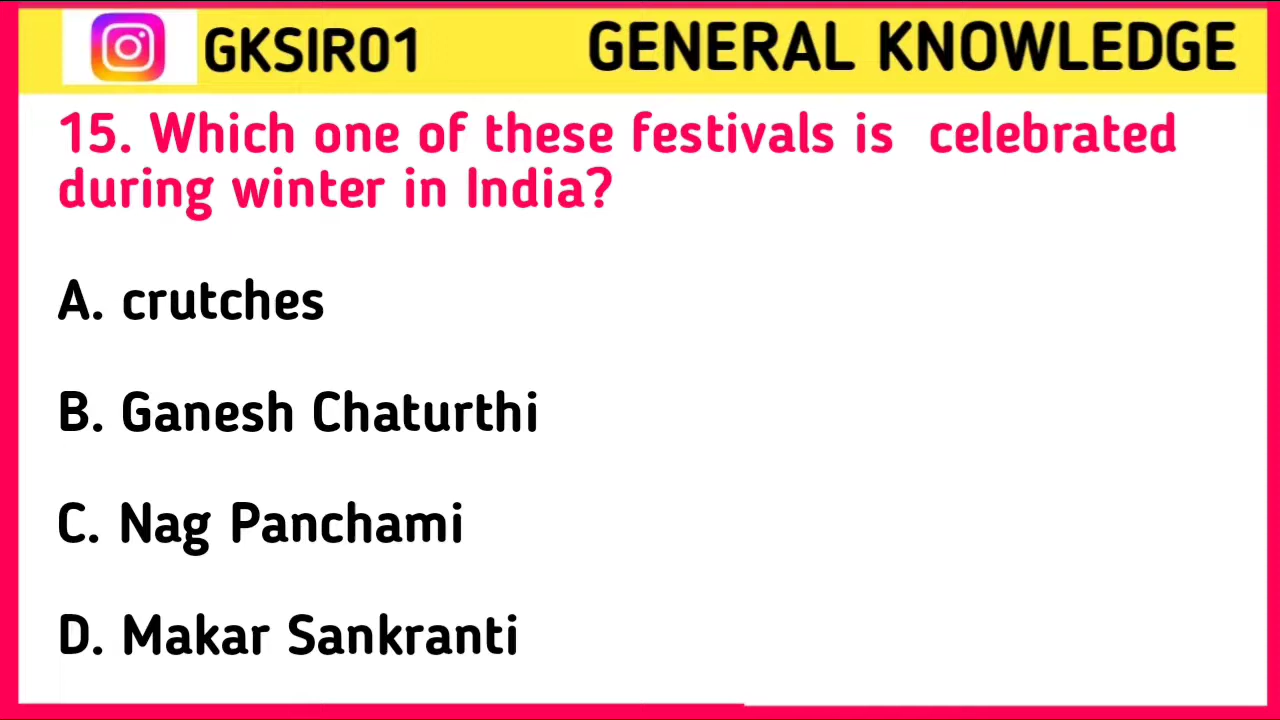 GKSIR01 GENERAL KNOWLEDGE
15. Which one of these festivals is celebrated
during winter in India?
A. crutches
B. Ganesh Chaturthi
C. Nag Panchami
D. Makar Sankranti